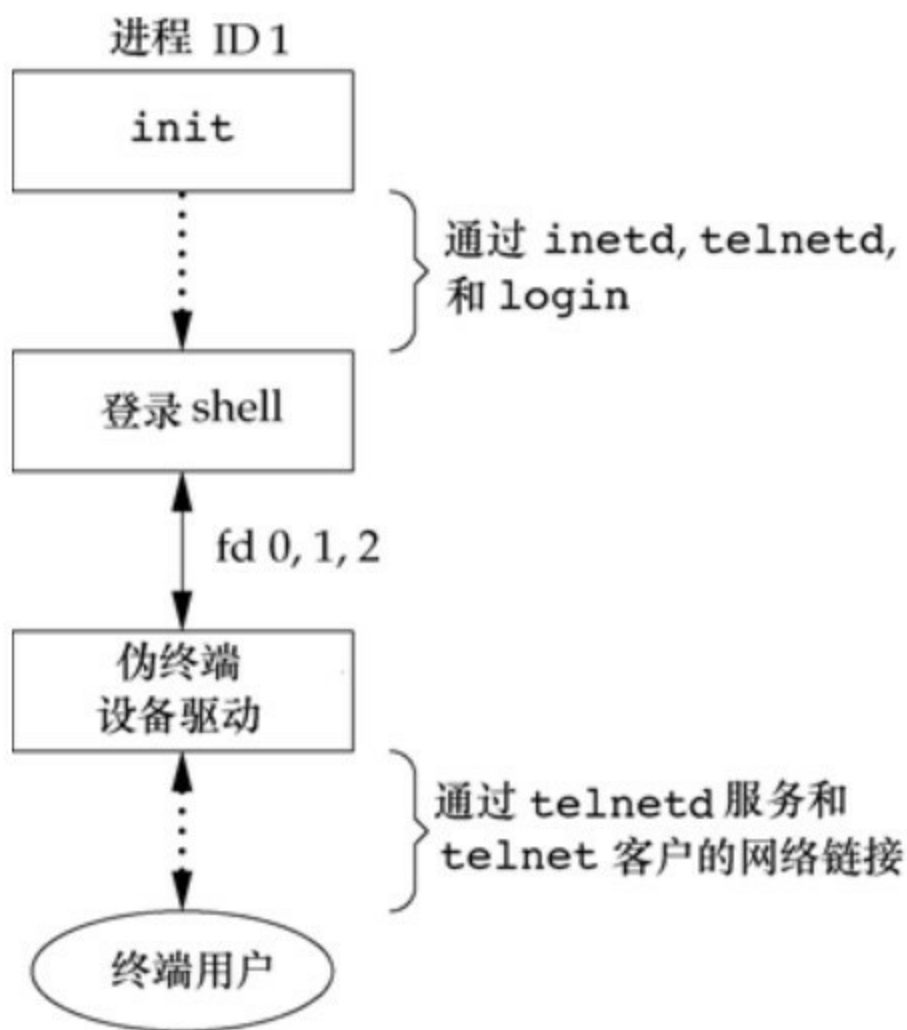 进程 ID 1
init
通过 inetd, telnetd,
和 login
登录 shell
fd 0, 1, 2
伪终端
设备驱动
通过 telnetd 服务和
telnet 客户的网络链接
终端用户